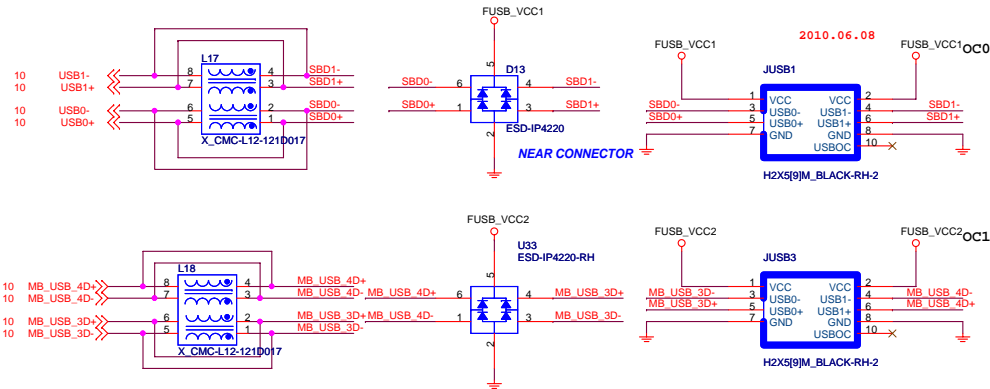 FUSB_VCC1
2010.06.08
FUSB_VCC1
FUSB_VCC1 OC0
L17
D13
JUSB1
10 USB1- 8 4 SBD1-
10 USB1+ 7 3 SBD1+
10 USB0- 6 2 SBD0-
10 USB0+ 5 1 SBD0+
X_CMC-L12-121D017
5
SBD0- 6 4 SBD1-
SBD0+ 1 3 SBD1+
2
ESD-IP4220
NEAR CONNECTOR
1 VCC VCC 2
SBD0- 3 USB0- USB1- 4 SBD1-
SBD0+ 5 USB0+ USB1+ 6 SBD1+
7 GND GND 8
USBOC 10
H2X5[9]M_BLACK-RH-2
FUSB_VCC2
FUSB_VCC2
FUSB_VCC2 OC1
L18
U33
ESD-IP4220-RH
JUSB3
10 MB_USB_4D+ 8 4 MB_USB_4D+
10 MB_USB_4D- 7 3 MB_USB_4D-
10 MB_USB_3D+ 6 2 MB_USB_3D+
10 MB_USB_3D- 5 1 MB_USB_3D-
X_CMC-L12-121D017
5
MB_USB_4D+ 6 4 MB_USB_3D+
MB_USB_4D- 1 3 MB_USB_3D-
2
1 VCC VCC 2
MB_USB_3D- 3 USB0- USB1- 4 MB_USB_4D-
MB_USB_3D+ 5 USB0+ USB1+ 6 MB_USB_4D+
7 GND GND 8
USBOC 10
H2X5[9]M_BLACK-RH-2